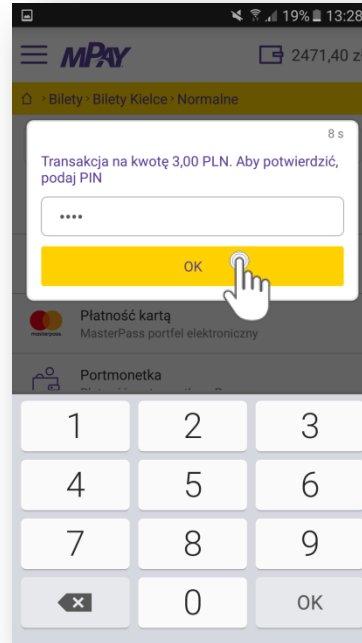 19% 13:28
mPAY 2471,40 z
Bilety › Bilety Kielce › Normalne
8 s
Transakcja na kwotę 3,00 PLN. Aby potwierdzić,
podaj PIN
••••
OK
Płatność kartą
MasterPass portfel elektroniczny
Portmonetka
1 2 3
4 5 6
7 8 9
0 OK